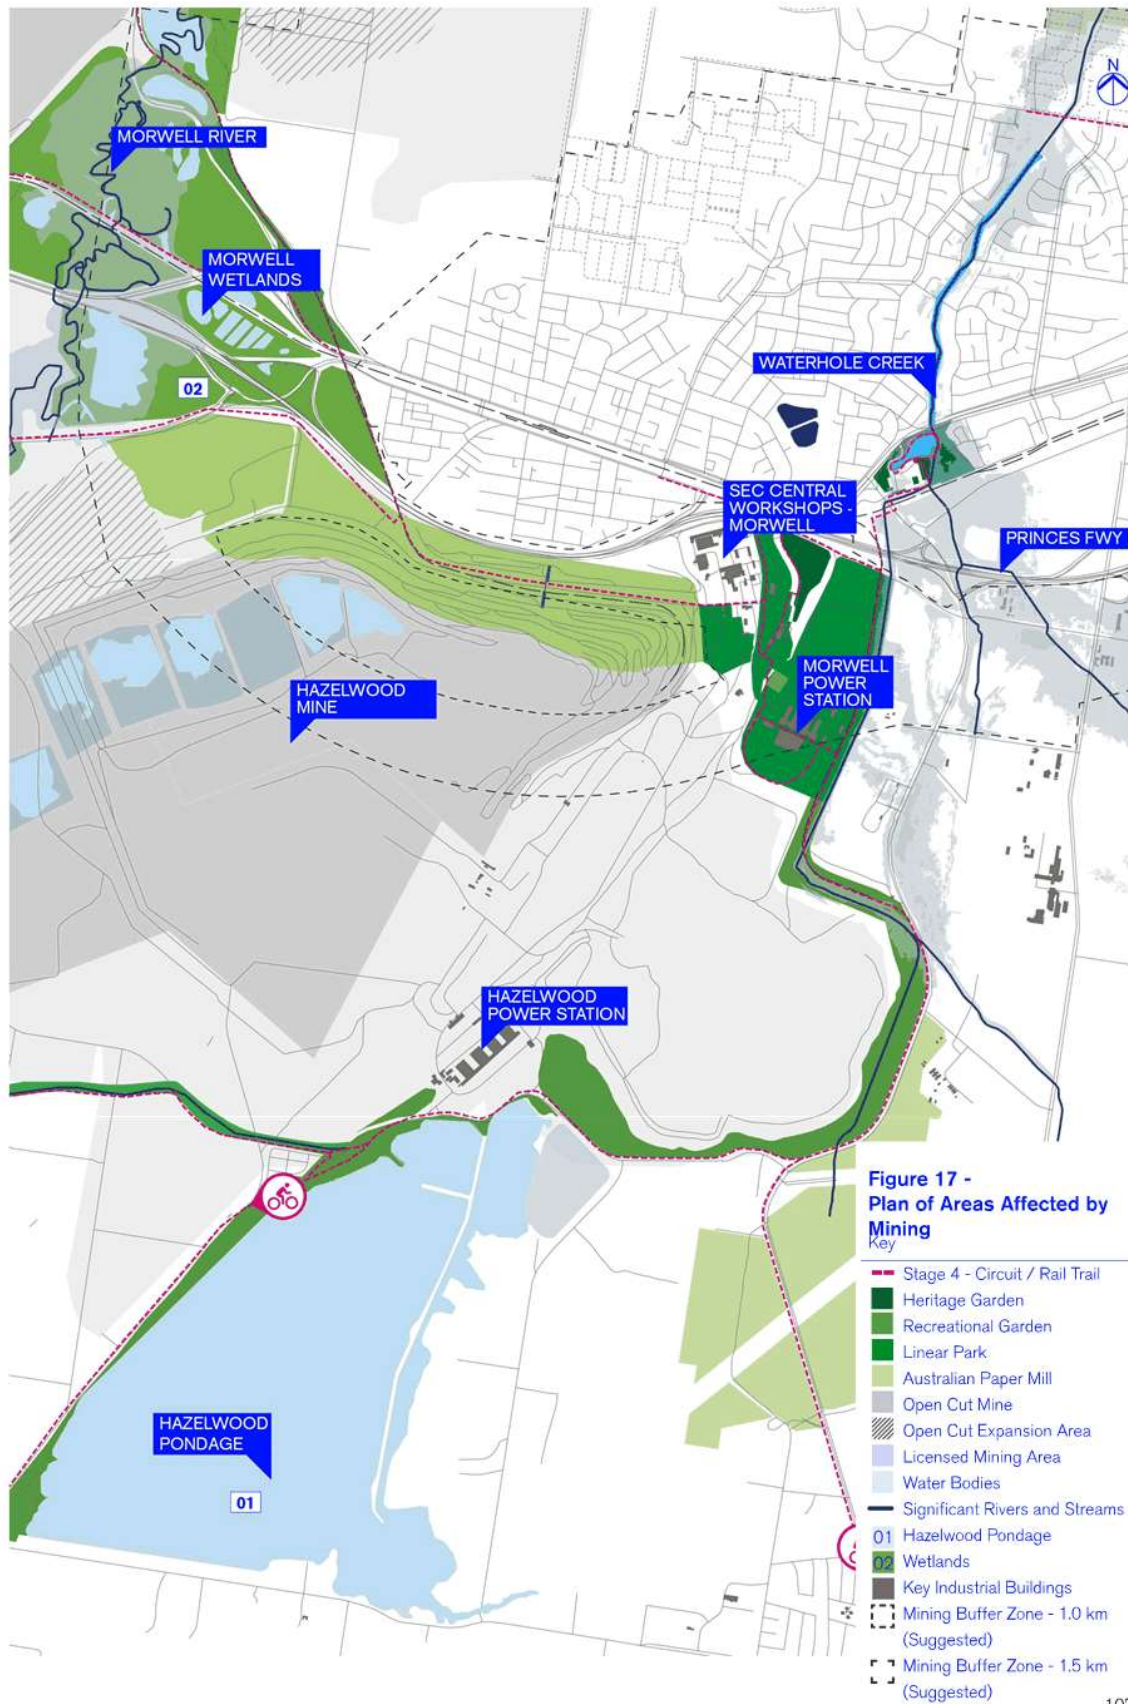 N
MORWELL RIVER
MORWELL
WETLANDS
02
WATERHOLE CREEK
SEC CENTRAL
WORKSHOPS -
MORWELL
PRINCES FWY
HAZELWOOD
MINE
MORWELL
POWER
STATION
HAZELWOOD
POWER STATION
HAZELWOOD
PONDAGE
01
Figure 17 -
Plan of Areas Affected by
Mining
Key
Stage 4 - Circuit / Rail Trail
Heritage Garden
Recreational Garden
Linear Park
Australian Paper Mill
Open Cut Mine
Open Cut Expansion Area
Licensed Mining Area
Water Bodies
Significant Rivers and Streams
01 Hazelwood Pondage
02 Wetlands
Key Industrial Buildings
Mining Buffer Zone - 1.0 km
(Suggested)
Mining Buffer Zone - 1.5 km
(Suggested)